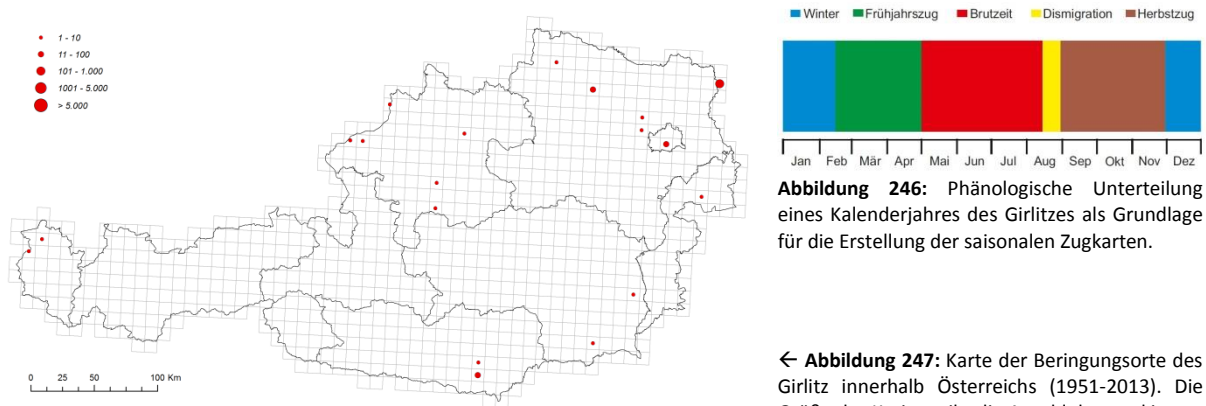 1 - 10
11 - 100
101 - 1.000
1001 - 5.000
> 5.000
0 25 50 100 Km
Winter Frühjahrszug Brutzeit Dismigration Herbstzug
Jan Feb Mär Apr Mai Jun Jul Aug Sep Okt Nov Dez
Abbildung 246: Phänologische Unterteilung
eines Kalenderjahres des Girlitzes als Grundlage
für die Erstellung der saisonalen Zugkarten.
← Abbildung 247: Karte der Beringungsorte des
Girlitz innerhalb Österreichs (1951-2013). Die